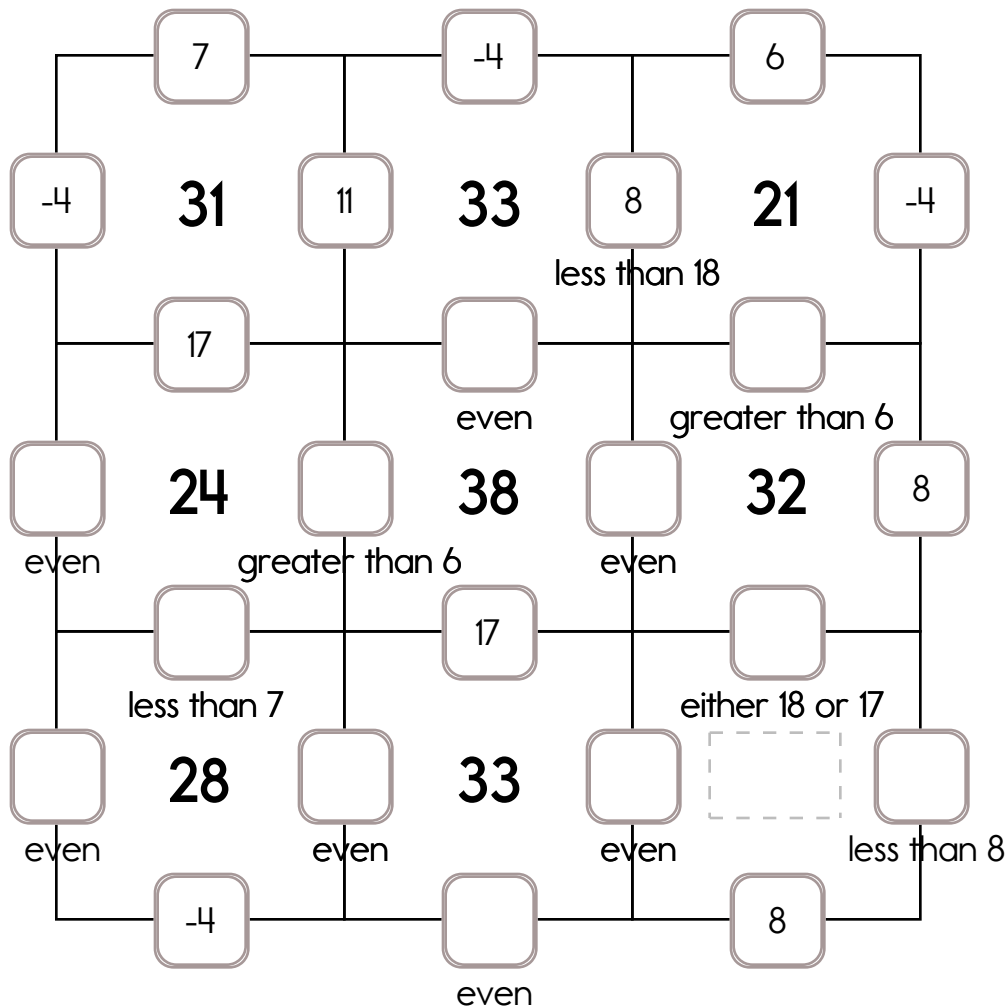 7 -4 6
-4 31 11 33 8 21 -4
less than 18
17
even greater than 6
24 38 32 8
even greater than 6 even
17
less than 7 either 18 or 17
28 33
even even even less than 8
-4 8
even